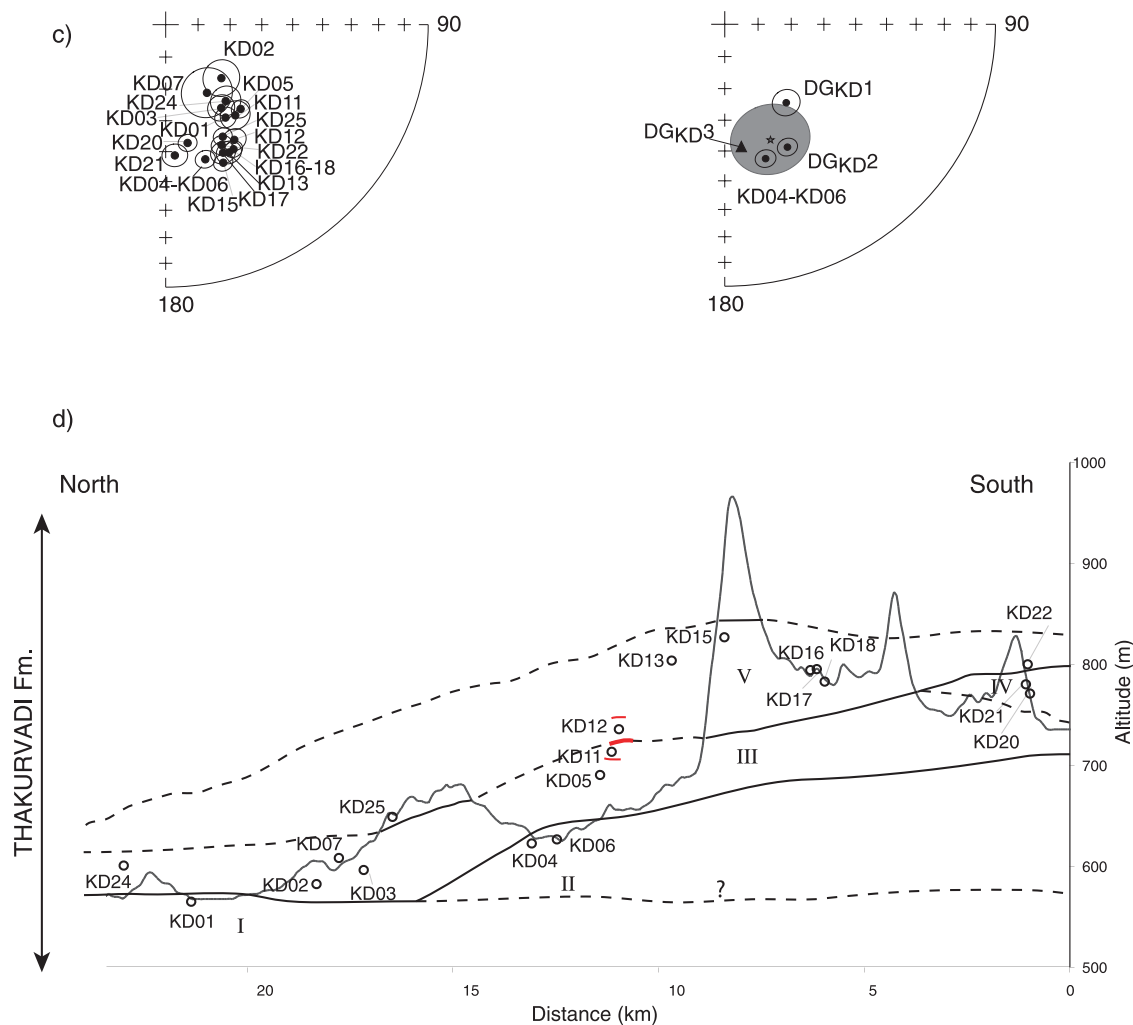 c)
90
KD02
KD07
KD05
KD24
KD11
KD03
KD25
KD01
KD12
KD20
KD22
KD21
KD16-18
KD04-KD06
KD13
KD17
KD15
180
90
DGKD1
DGKD3
DGKD2
KD04-KD06
180
d)
North
South
1000
900
800
700
600
500
Altitude (m)
THAKURVADI Fm.
KD22
KD15
KD18
KD16
KD13
V
IV
KD17
KD21
KD12
KD20
KD11
III
KD05
KD25
KD07
KD04
KD06
KD24
KD02
KD03
II
?
KD01
I
20
15
10
5
0
Distance (km)